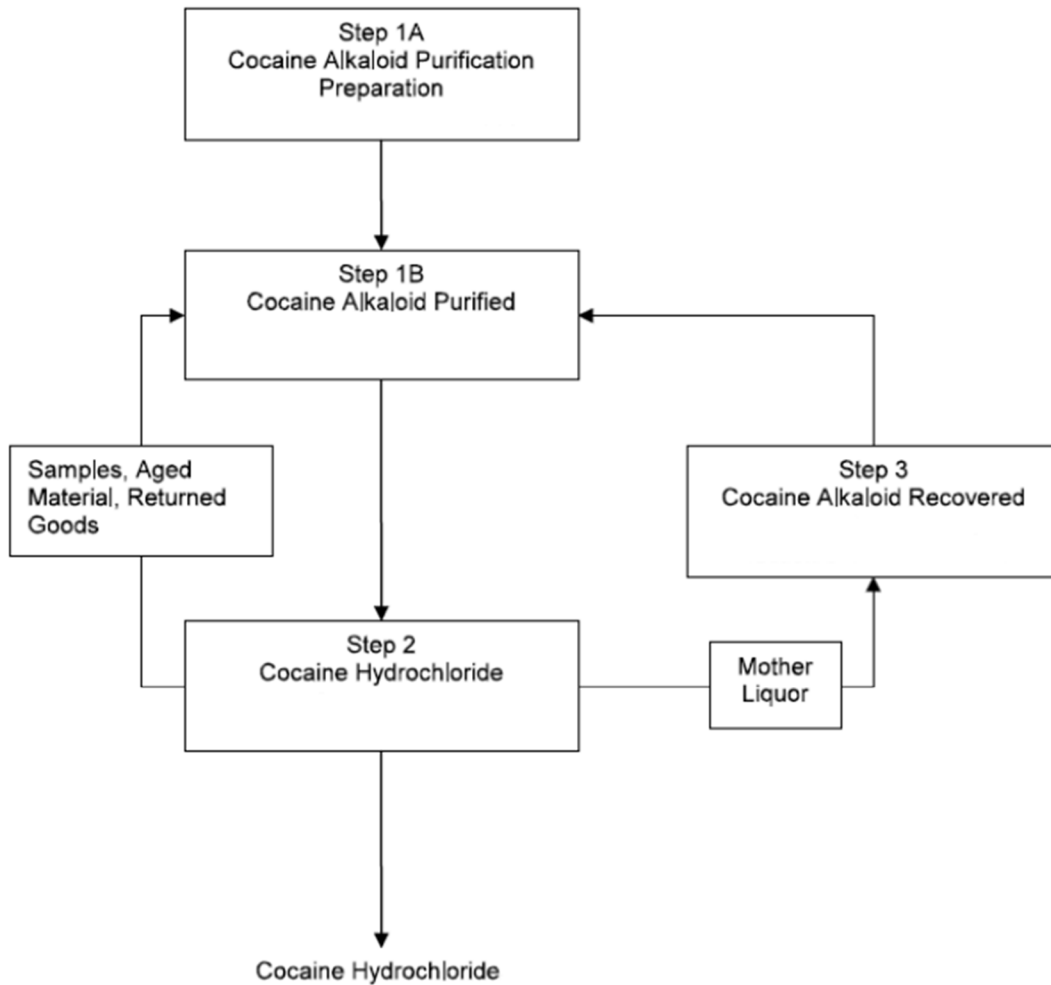 Step 1A
Cocaine Alkaloid Purification
Preparation
Step 1B
Cocaine Alkaloid Purified
Samples, Aged
Material, Returned
Goods
Step 3
Cocaine Alkaloid Recovered
Step 2
Cocaine Hydrochloride
Mother
Liquor
Cocaine Hydrochloride